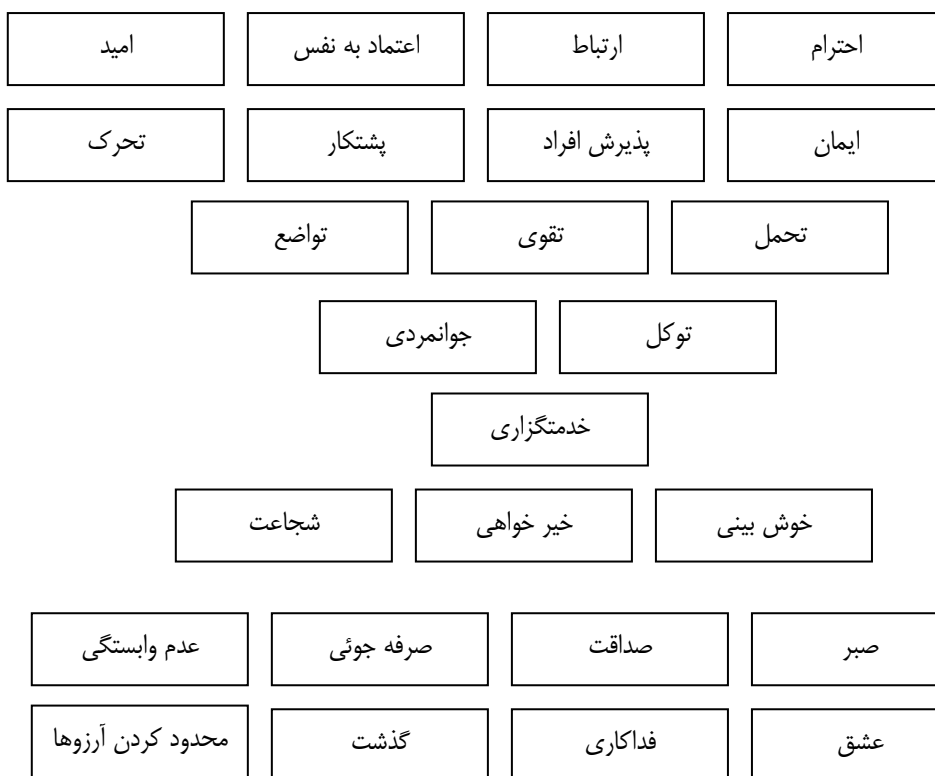 احترام ارتباط اعتماد به نفس امید
ایمان پذیرش افراد پشتکار تحرک
تحمل تقوی تواضع
توکل جوانمردی
خدمتگزاری
خوش بینی خیر خواهی شجاعت
صبر صداقت صرفه جوئی عدم وابستگی
عشق فداکاری گذشت محدود کردن آرزوها